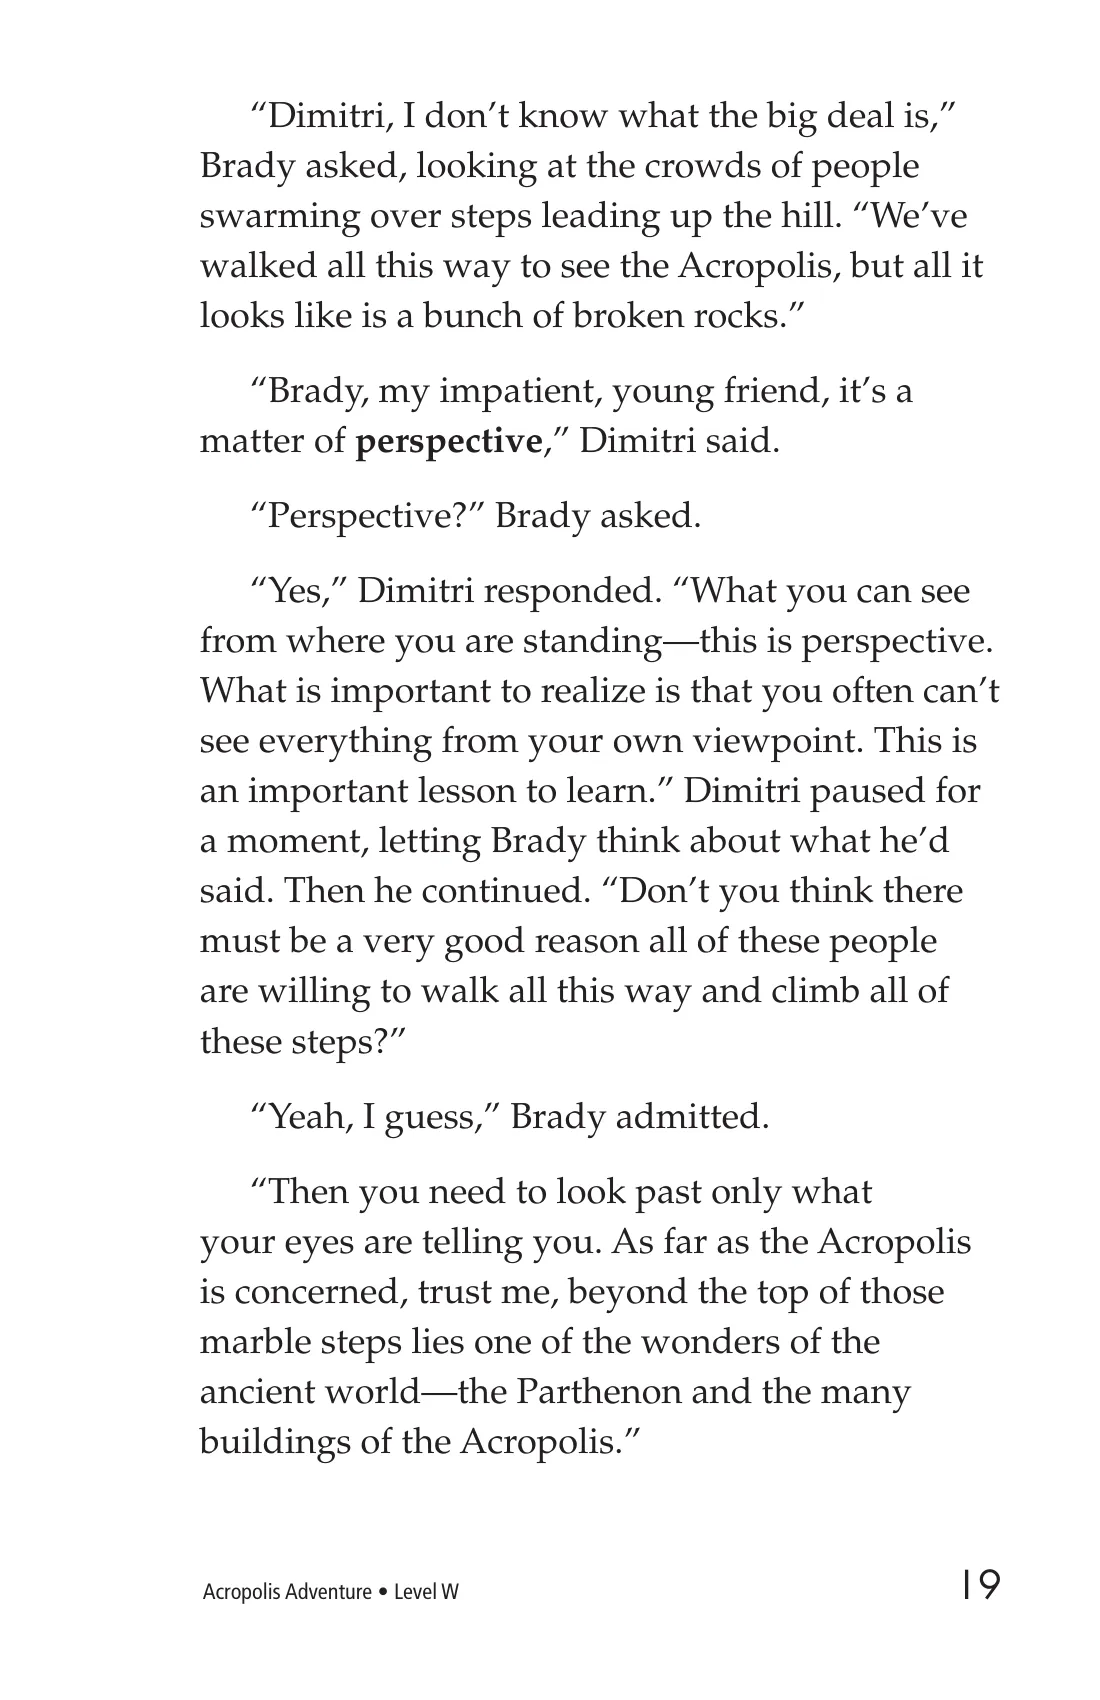 “Dimitri, I don’t know what the big deal is,”
Brady asked, looking at the crowds of people
swarming over steps leading up the hill. “We’ve
walked all this way to see the Acropolis, but all it
looks like is a bunch of broken rocks.”
“Brady, my impatient, young friend, it’s a
matter of perspective,” Dimitri said.
“Perspective?” Brady asked.
“Yes,” Dimitri responded. “What you can see
from where you are standing—this is perspective.
What is important to realize is that you often can’t
see everything from your own viewpoint. This is
an important lesson to learn.” Dimitri paused for
a moment, letting Brady think about what he’d
said. Then he continued. “Don’t you think there
must be a very good reason all of these people
are willing to walk all this way and climb all of
these steps?”
“Yeah, I guess,” Brady admitted.
“Then you need to look past only what
your eyes are telling you. As far as the Acropolis
is concerned, trust me, beyond the top of those
marble steps lies one of the wonders of the
ancient world—the Parthenon and the many
buildings of the Acropolis.”
Acropolis Adventure • Level W
19